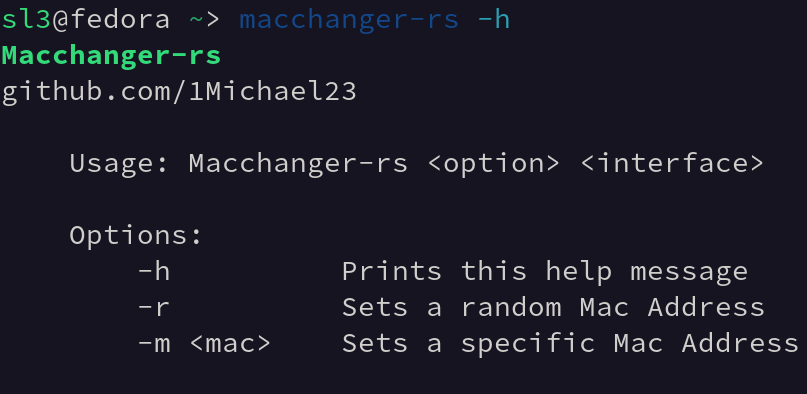 sl3@fedora ~> macchanger-rs -h
Macchanger-rs
github.com/1Michael23
Usage: Macchanger-rs <option> <interface>
Options:
-h Prints this help message
-r Sets a random Mac Address
-m <mac> Sets a specific Mac Address